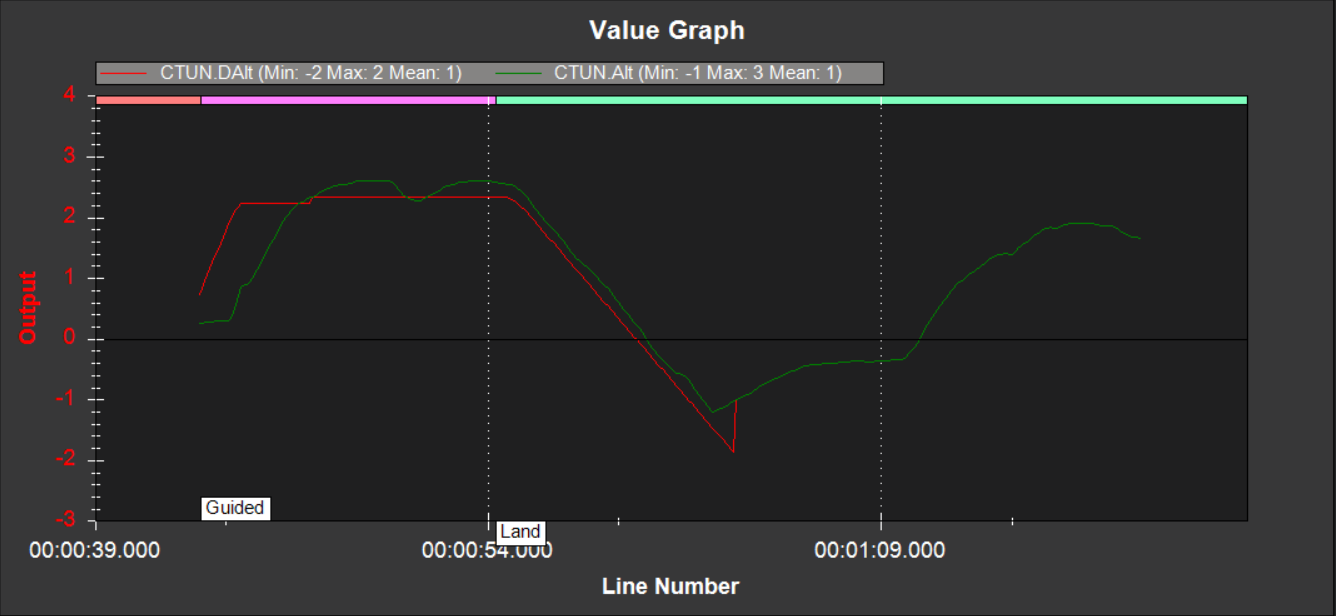 Value Graph
CTUN.DAlt (Min: -2 Max: 2 Mean: 1) CTUN.Alt (Min: -1 Max: 3 Mean: 1)
4
3
2
1
0
-1
-2
-3
Output
Guided
Land
00:00:39.000 00:00:54.000 00:01:09.000
Line Number